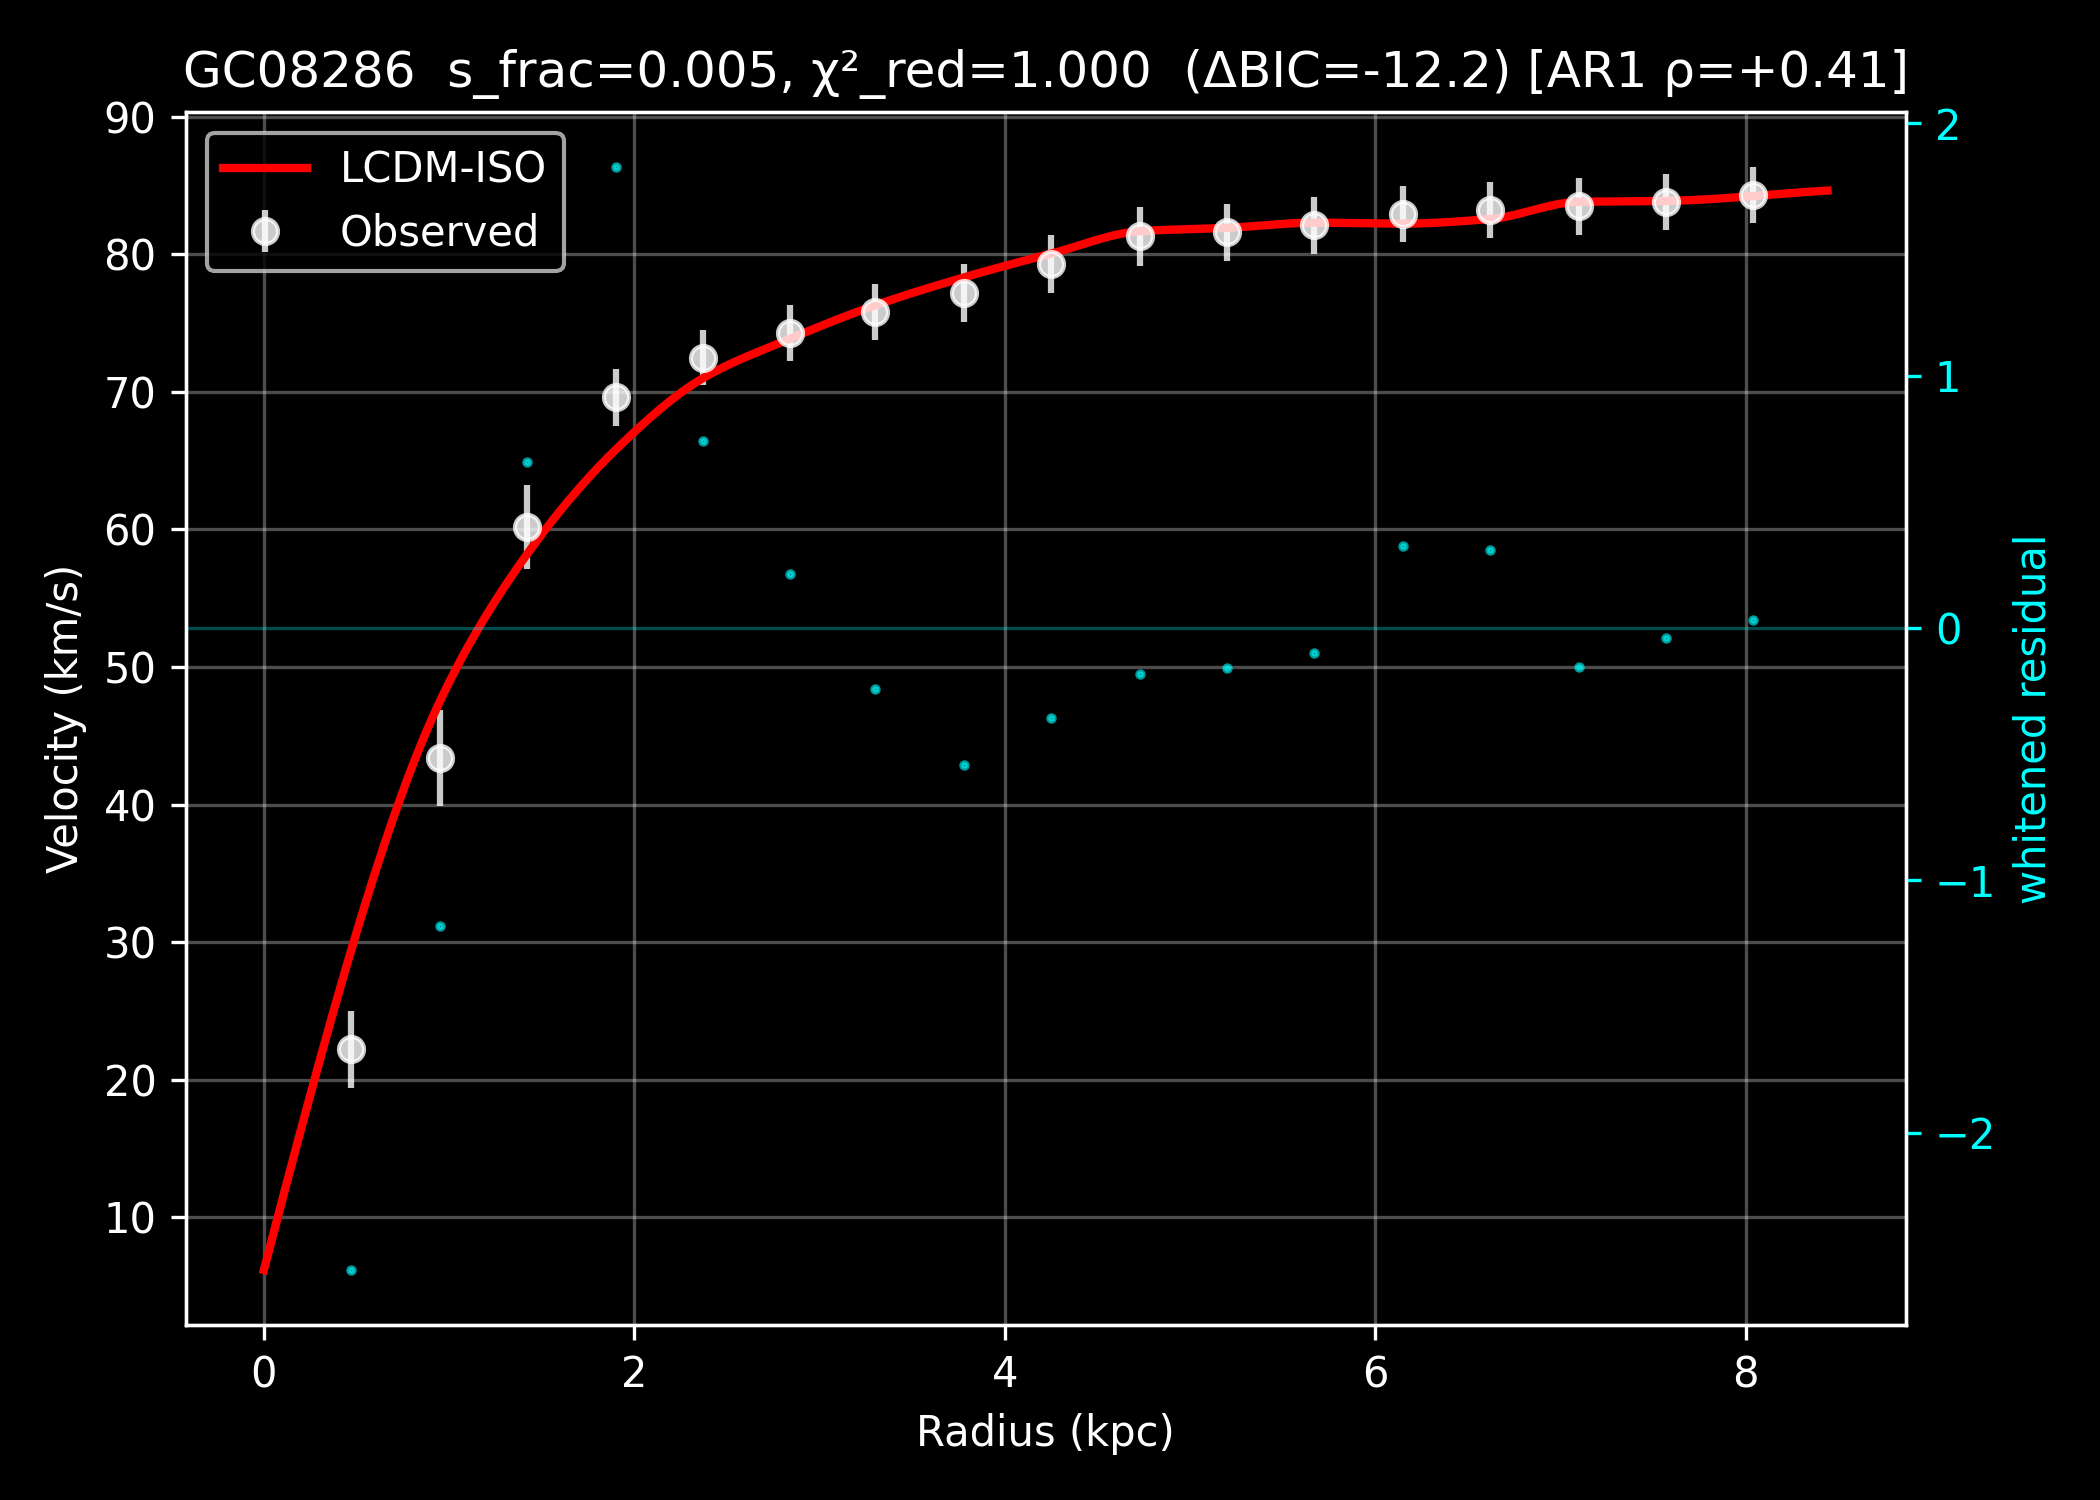 GC08286  s_frac=0.005, χ²_red=1.000  (ΔBIC=-12.2) [AR1 ρ=+0.41]
LCDM-ISO
Observed
90
80
70
60
50
40
30
20
10
Velocity (km/s)
2
1
0
−1
−2
whitened residual
0 2 4 6 8
Radius (kpc)